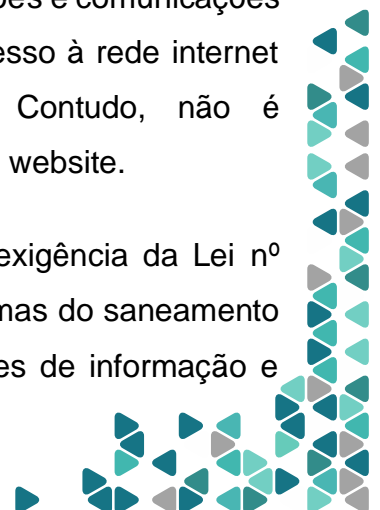 ões e comunicações
esso à rede internet
Contudo, não é
website.
exigência da Lei nº
mas do saneamento
es de informação e